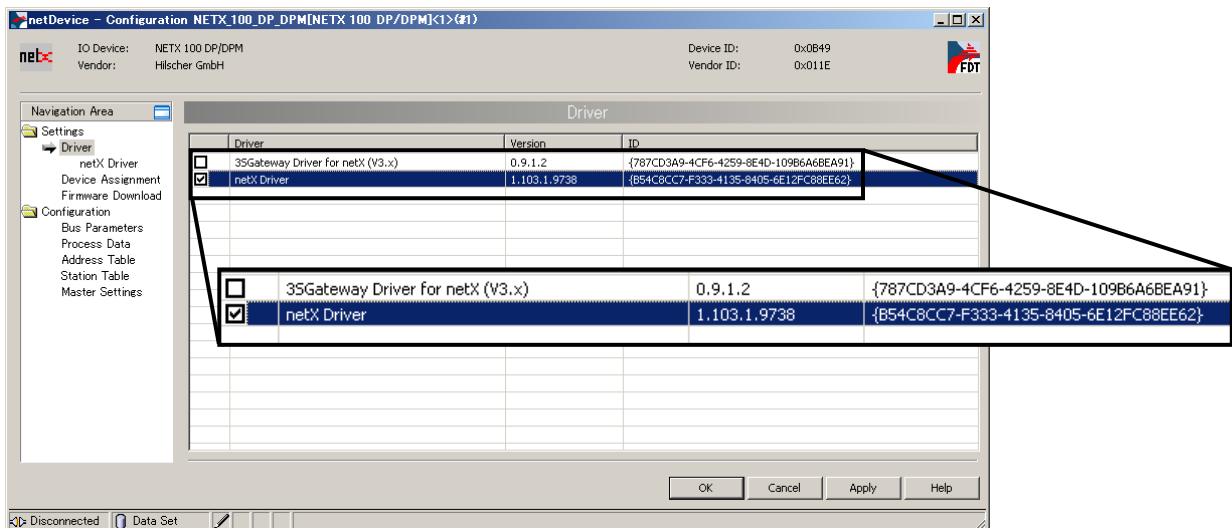 netDevice - Configuration NETX_100_DP_DPM[NETX 100 DP/DPM]<1>(#1)
netx
IO Device: NETX 100 DP/DPM
Vendor: Hilscher GmbH
Device ID: 0x0B49
Vendor ID: 0x011E
FDT
Navigation Area
Settings
Driver
netX Driver
Device Assignment
Firmware Download
Configuration
Bus Parameters
Process Data
Address Table
Station Table
Master Settings
Driver
Driver Version ID
3SGateway Driver for netX (V3.x) 0.9.1.2 {787CD3A9-4CF6-4259-8E4D-109B6A6BEA91}
netX Driver 1.103.1.9738 {B54C8CC7-F333-4135-8405-6E12FC88EE62}
3SGateway Driver for netX (V3.x) 0.9.1.2 {787CD3A9-4CF6-4259-8E4D-109B6A6BEA91}
netX Driver 1.103.1.9738 {B54C8CC7-F333-4135-8405-6E12FC88EE62}
OK Cancel Apply Help
Disconnected Data Set